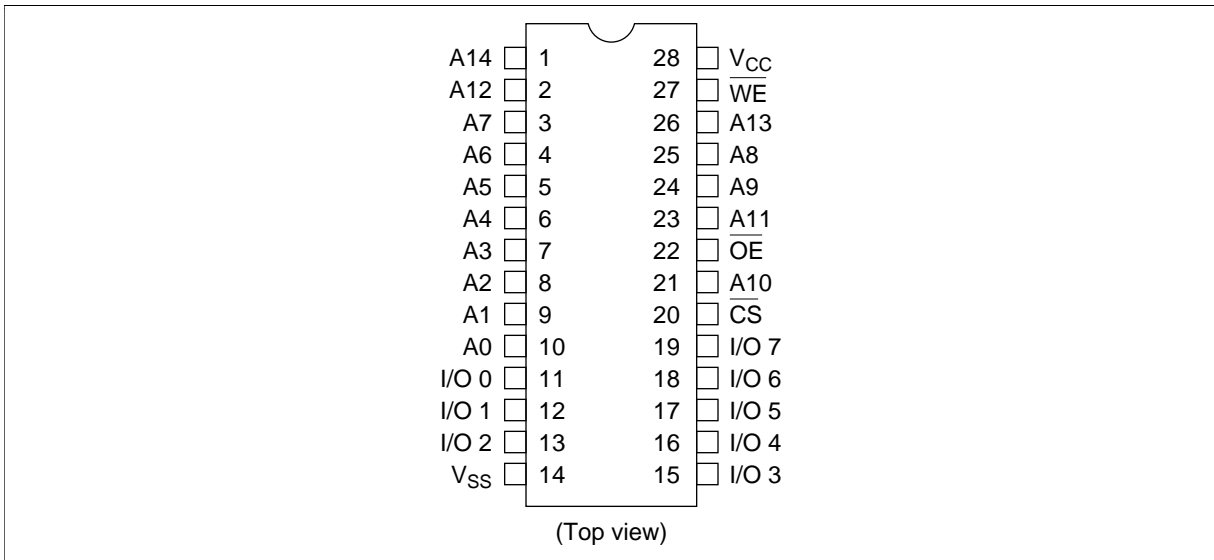 A14 1 28 VCC
A12 2 27 WE
A7 3 26 A13
A6 4 25 A8
A5 5 24 A9
A4 6 23 A11
A3 7 22 OE
A2 8 21 A10
A1 9 20 CS
A0 10 19 I/O 7
I/O 0 11 18 I/O 6
I/O 1 12 17 I/O 5
I/O 2 13 16 I/O 4
VSS 14 15 I/O 3
(Top view)